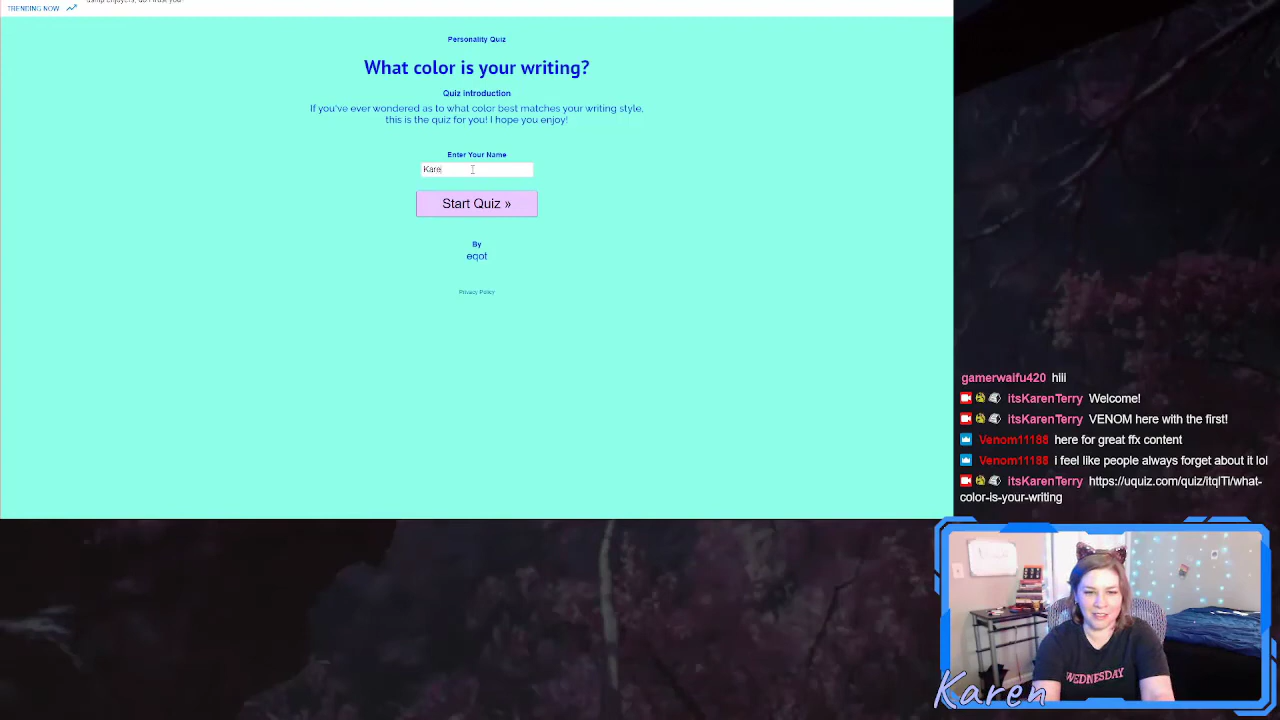 TRENDING NOW
Personality Quiz
What color is your writing?
Quiz introduction
If you've ever wondered as to what color best matches your writing style,
this is the quiz for you! I hope you enjoy!
Enter Your Name
Kare
Start Quiz »
By
eqot
Privacy Policy
gamerwaifu420 hiii
itsKarenTerry Welcome!
itsKarenTerry VENOM here with the first!
Venom11188 here for great ffx content
Venom11188 i feel like people always forget about it lol
itsKarenTerry https://uquiz.com/quiz/itqlTi/what-
color-is-your-writing
WEDNESDAY
Karen